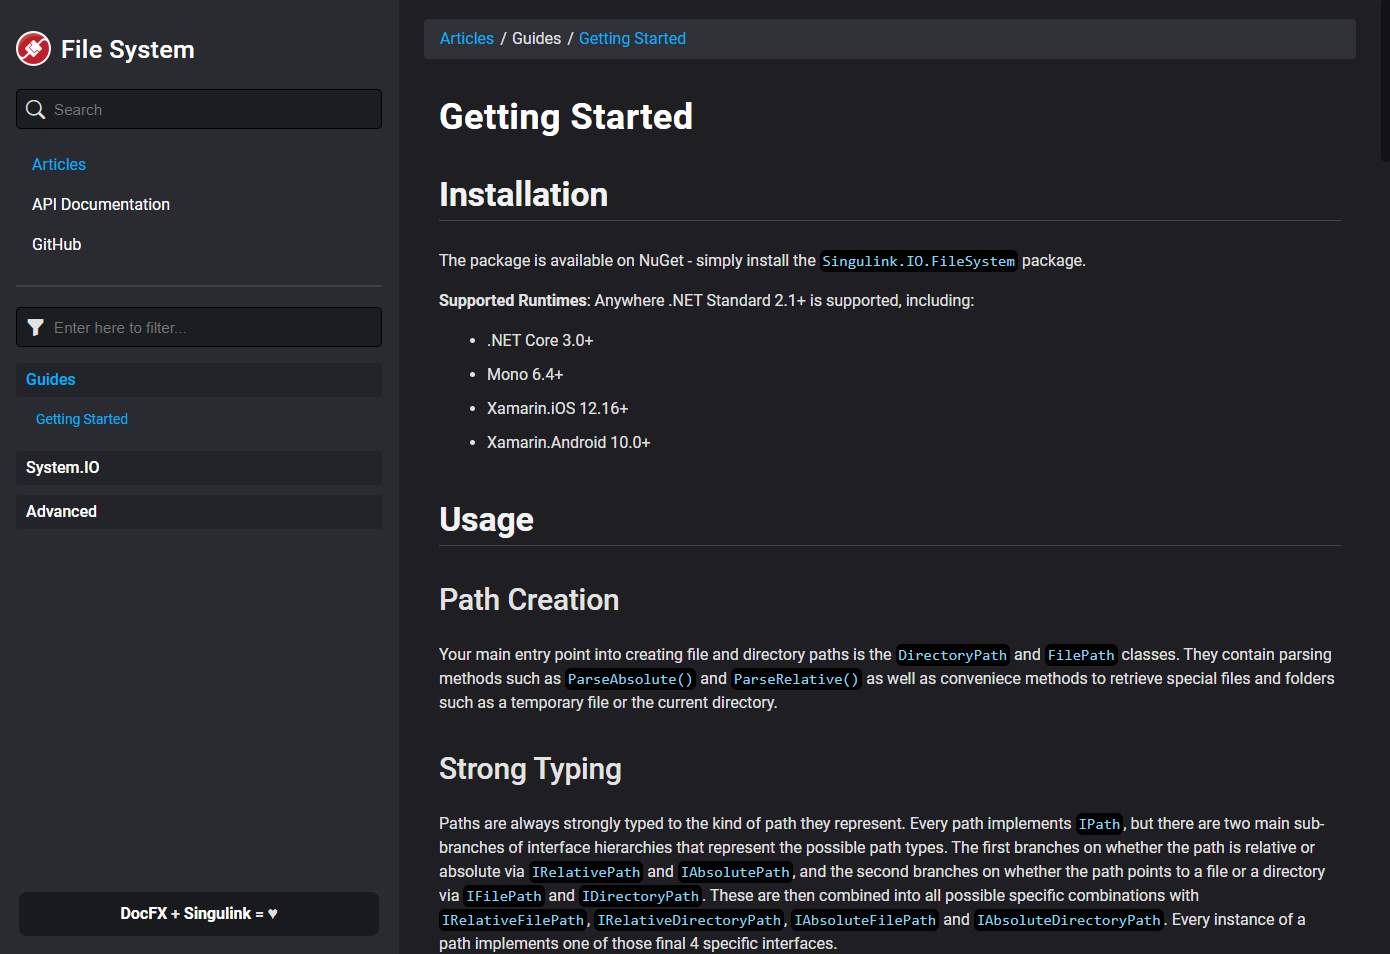 File System
Search
Articles
API Documentation
GitHub
Enter here to filter...
Guides
Getting Started
System.IO
Advanced
DocFX + Singulink = ♥
Articles / Guides / Getting Started
Getting Started
Installation
The package is available on NuGet - simply install the Singulink.IO.FileSystem package.
Supported Runtimes: Anywhere .NET Standard 2.1+ is supported, including:
• .NET Core 3.0+
• Mono 6.4+
• Xamarin.iOS 12.16+
• Xamarin.Android 10.0+
Usage
Path Creation
Your main entry point into creating file and directory paths is the DirectoryPath and FilePath classes. They contain parsing
methods such as ParseAbsolute() and ParseRelative() as well as conveniece methods to retrieve special files and folders
such as a temporary file or the current directory.
Strong Typing
Paths are always strongly typed to the kind of path they represent. Every path implements IPath, but there are two main sub-
branches of interface hierarchies that represent the possible path types. The first branches on whether the path is relative or
absolute via IRelativePath and IAbsolutePath, and the second branches on whether the path points to a file or a directory
via IFilePath and IDirectoryPath. These are then combined into all possible specific combinations with
IRelativeFilePath, IRelativeDirectoryPath, IAbsoluteFilePath and IAbsoluteDirectoryPath. Every instance of a
path implements one of those final 4 specific interfaces.